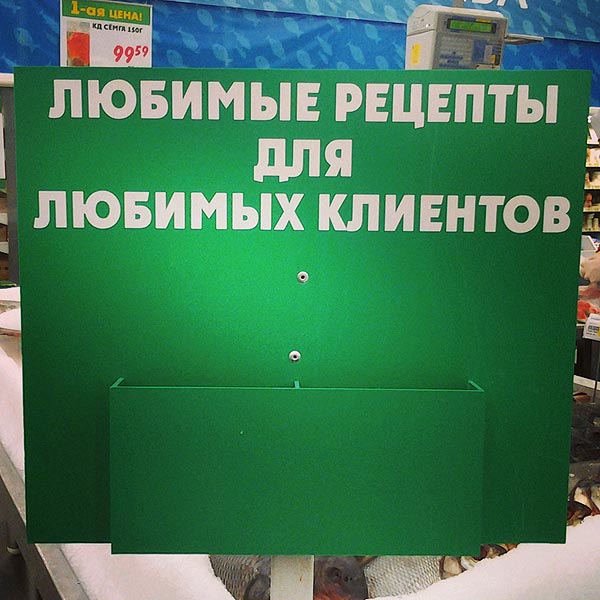 1-ая ЦЕНА!
КД СЁМГА 150Г
99 59
ЛЮБИМЫЕ РЕЦЕПТЫ
ДЛЯ
ЛЮБИМЫХ КЛИЕНТОВ